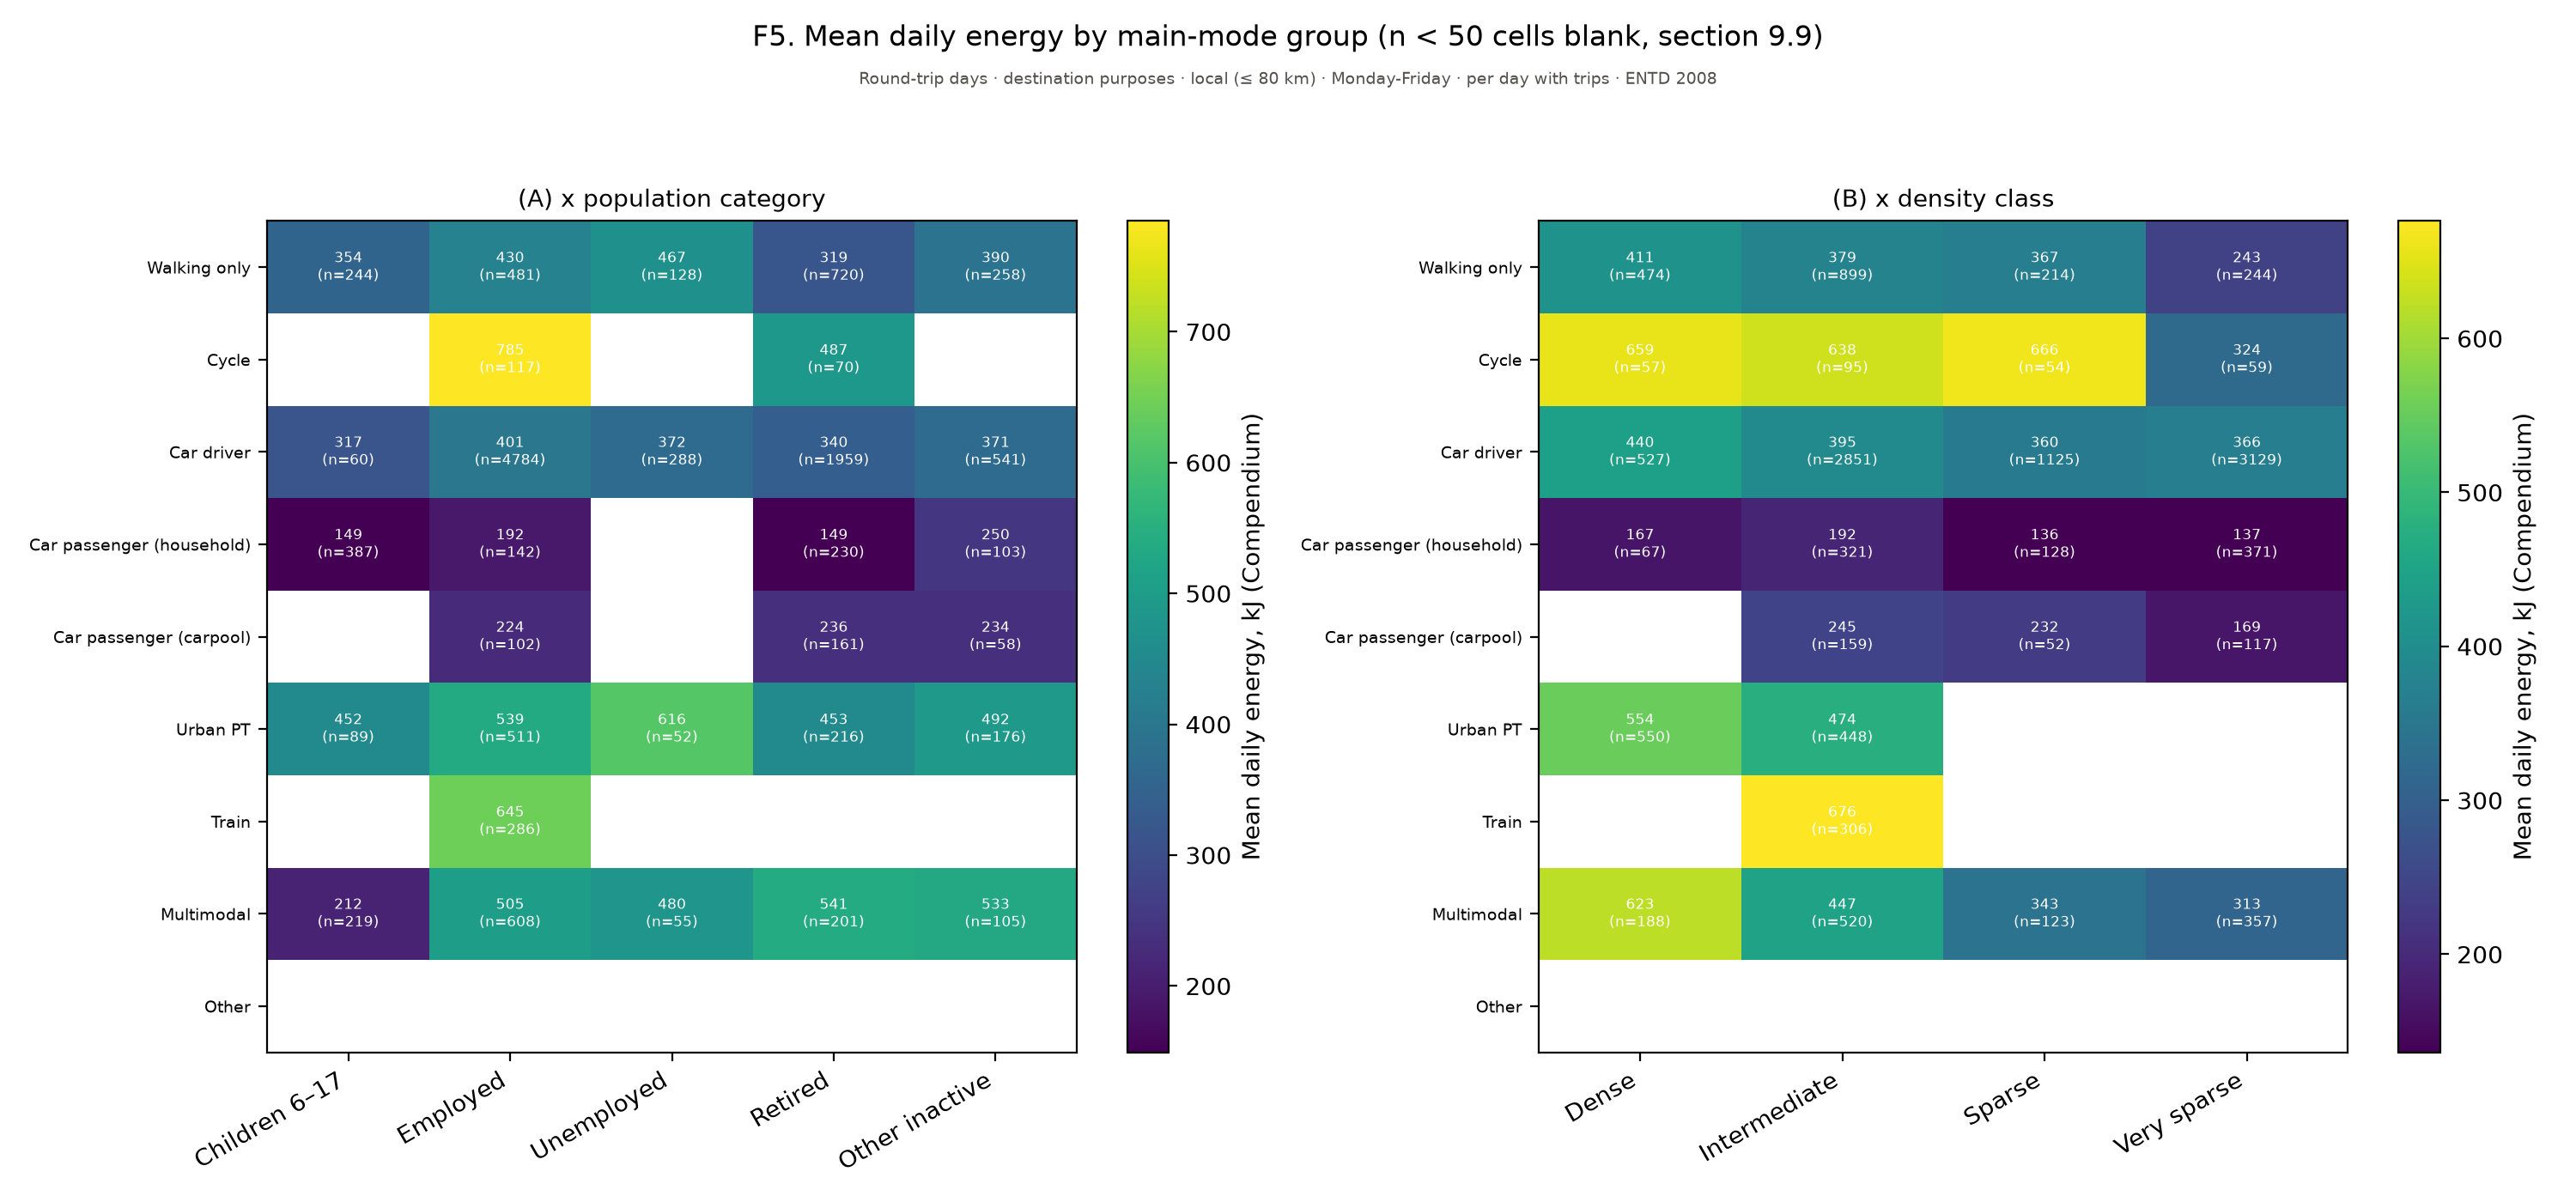 F5. Mean daily energy by main-mode group (n < 50 cells blank, section 9.9)
Round-trip days · destination purposes · local (≤ 80 km) · Monday-Friday · per day with trips · ENTD 2008
(A) x population category
Walking only
354
(n=244)
430
(n=481)
467
(n=128)
319
(n=720)
390
(n=258)
Cycle
785
(n=117)
487
(n=70)
Car driver
317
(n=60)
401
(n=4784)
372
(n=288)
340
(n=1959)
371
(n=541)
Car passenger (household)
149
(n=387)
192
(n=142)
149
(n=230)
250
(n=103)
Car passenger (carpool)
224
(n=102)
236
(n=161)
234
(n=58)
Urban PT
452
(n=89)
539
(n=511)
616
(n=52)
453
(n=216)
492
(n=176)
Train
645
(n=286)
Multimodal
212
(n=219)
505
(n=608)
480
(n=55)
541
(n=201)
533
(n=105)
Other
Children 6–17
Employed
Unemployed
Retired
Other inactive
700
600
500
400
300
200
Mean daily energy, kJ (Compendium)
(B) x density class
Walking only
411
(n=474)
379
(n=899)
367
(n=214)
243
(n=244)
Cycle
659
(n=57)
638
(n=95)
666
(n=54)
324
(n=59)
Car driver
440
(n=527)
395
(n=2851)
360
(n=1125)
366
(n=3129)
Car passenger (household)
167
(n=67)
192
(n=321)
136
(n=128)
137
(n=371)
Car passenger (carpool)
245
(n=159)
232
(n=52)
169
(n=117)
Urban PT
554
(n=550)
474
(n=448)
Train
676
(n=306)
Multimodal
623
(n=188)
447
(n=520)
343
(n=123)
313
(n=357)
Other
Dense
Intermediate
Sparse
Very sparse
600
500
400
300
200
Mean daily energy, kJ (Compendium)